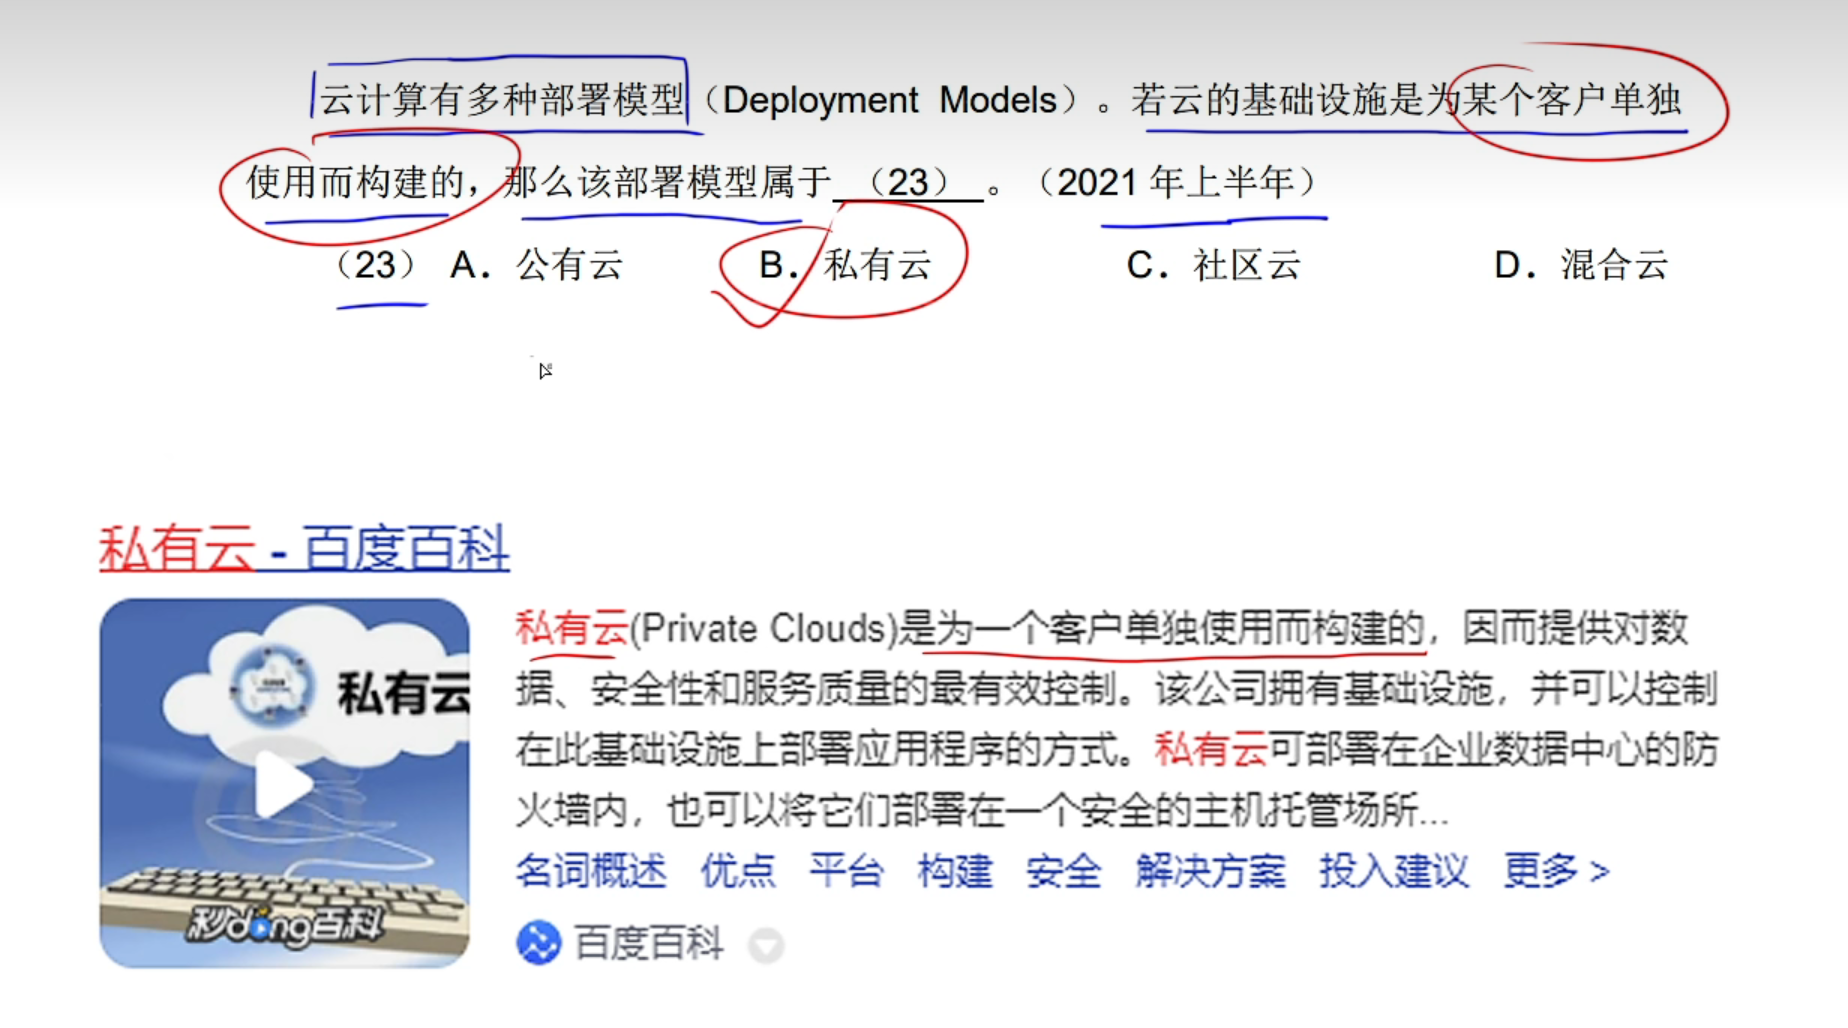 云计算有多种部署模型（Deployment Models）。若云的基础设施是为某个客户单独
使用而构建的，那么该部署模型属于 （23） 。（2021 年上半年）
（23） A．公有云 B．私有云 C．社区云 D．混合云
私有云 - 百度百科
私有云
秒dong百科
私有云(Private Clouds)是为一个客户单独使用而构建的，因而提供对数
据、安全性和服务质量的最有效控制。该公司拥有基础设施，并可以控制
在此基础设施上部署应用程序的方式。私有云可部署在企业数据中心的防
火墙内，也可以将它们部署在一个安全的主机托管场所...
名词概述 优点 平台 构建 安全 解决方案 投入建议 更多 >
百度百科